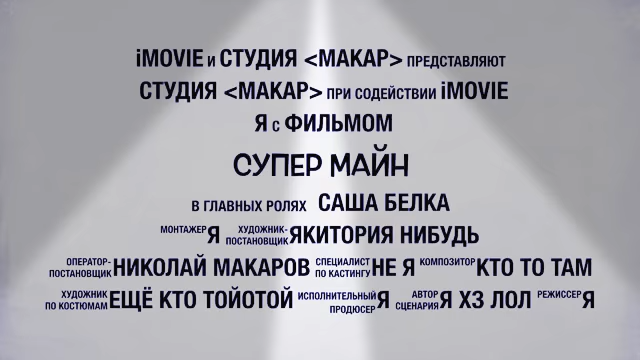 iMOVIE И СТУДИЯ <МАКАР> ПРЕДСТАВЛЯЮТ
СТУДИЯ <МАКАР> ПРИ СОДЕЙСТВИИ iMOVIE
Я С ФИЛЬМОМ
СУПЕР МАЙН
В ГЛАВНЫХ РОЛЯХ САША БЕЛКА
МОНТАЖЕР Я ХУДОЖНИК-ПОСТАНОВЩИК ЯКИТОРИЯ НИБУДЬ
ОПЕРАТОР-ПОСТАНОВЩИК НИКОЛАЙ МАКАРОВ СПЕЦИАЛИСТ ПО КАСТИНГУ НЕ Я КОМПОЗИТОР КТО ТО ТАМ
ХУДОЖНИК ПО КОСТЮМАМ ЕЩЁ КТО ТОЙОТОЙ ИСПОЛНИТЕЛЬНЫЙ ПРОДЮСЕР Я АВТОР СЦЕНАРИЯ Я ХЗ ЛОЛ РЕЖИССЕР Я